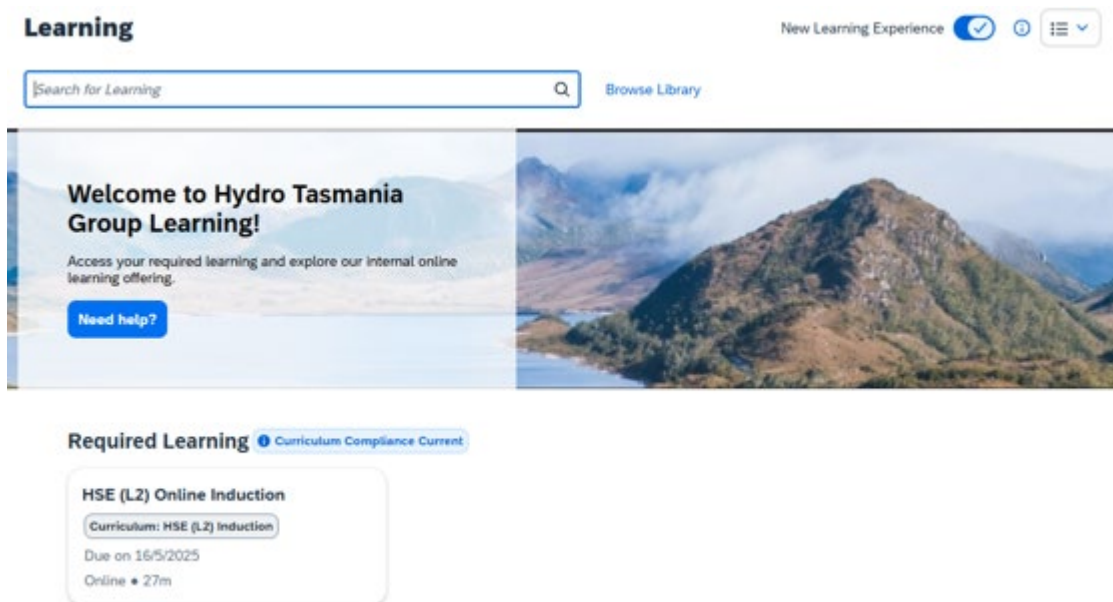 Learning
New Learning Experience
Search for Learning
Browse Library
Welcome to Hydro Tasmania
Group Learning!
Access your required learning and explore our internal online
learning offering.
Need help?
Required Learning
Curriculum Compliance Current
HSE (L2) Online Induction
Curriculum: HSE (L2) Induction
Due on 16/5/2025
Online • 27m